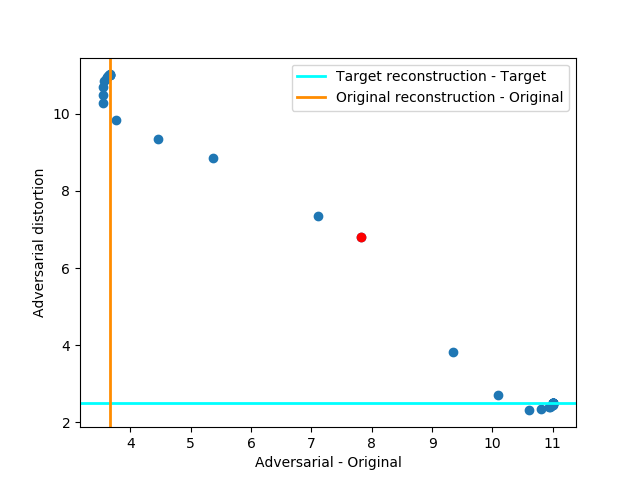 Target reconstruction - Target
Original reconstruction - Original
Adversarial distortion
10
8
6
4
2
4 5 6 7 8 9 10 11
Adversarial - Original